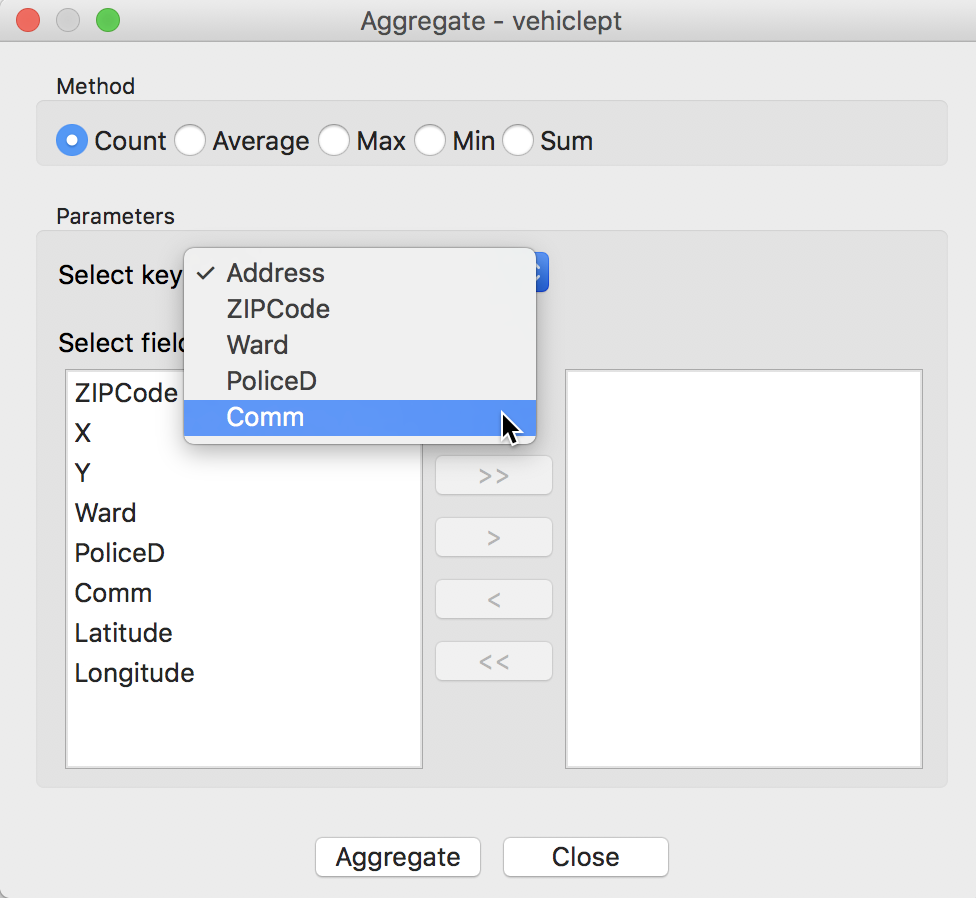 Aggregate - vehiclept
Method
Count Average Max Min Sum
Parameters
Select key
Address
ZIPCode
Ward
PoliceD
Comm
Select field
ZIPCode
X
Y
Ward
PoliceD
Comm
Latitude
Longitude
>>
>
<
<<
Aggregate Close